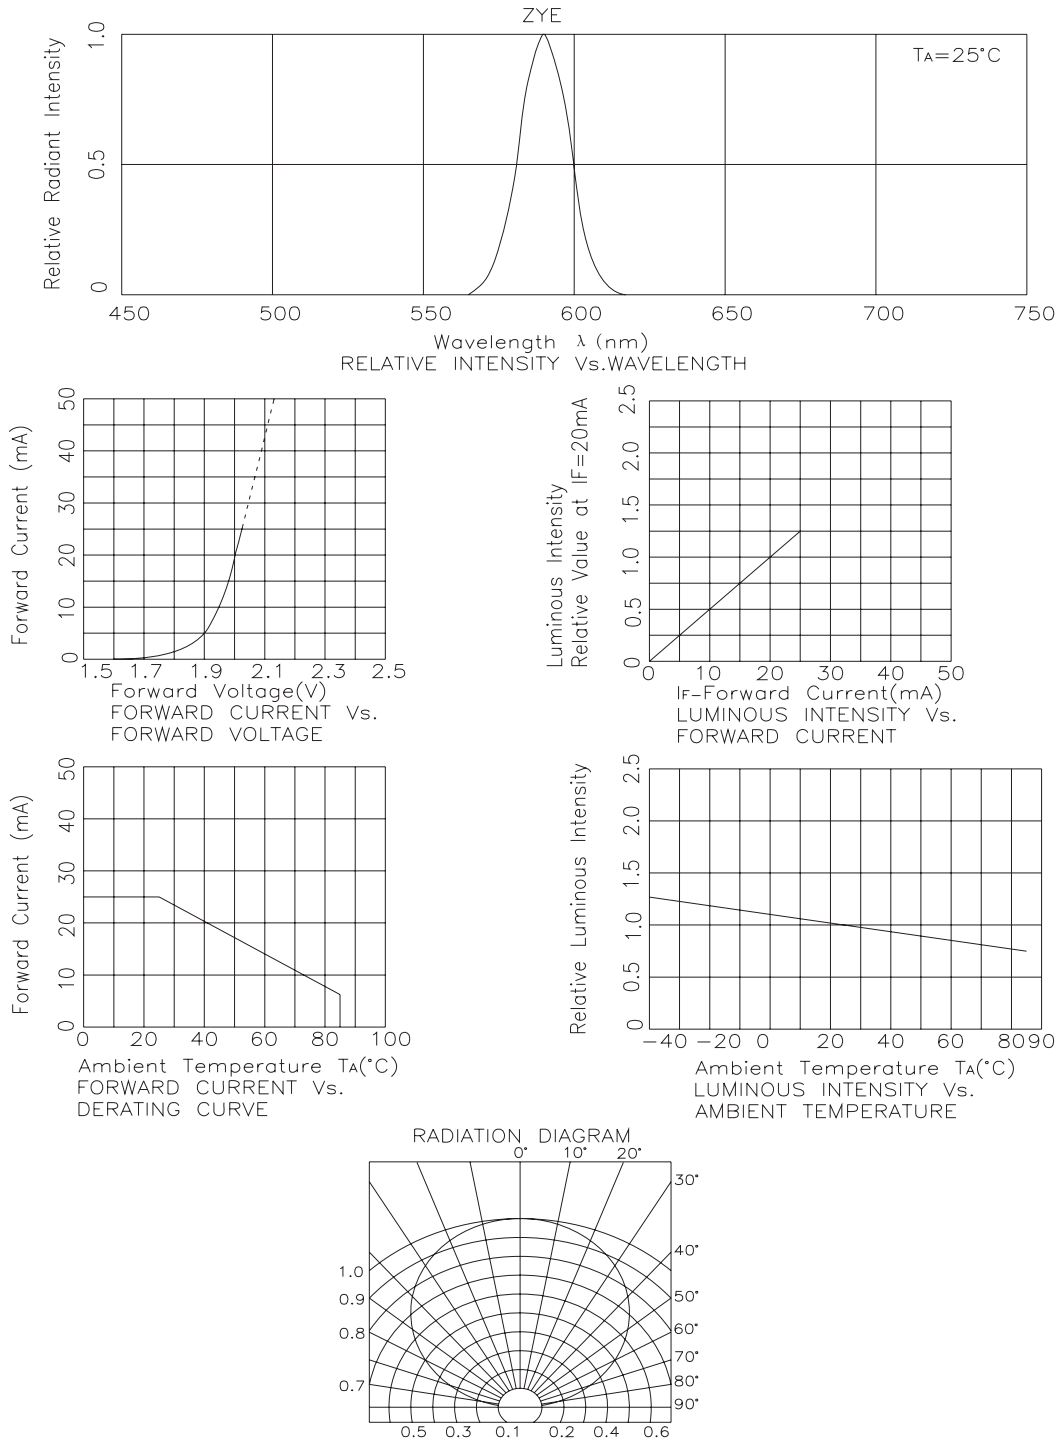 ZYE
Relative Radiant Intensity
1.0
0.5
0
TA=25°C
450 500 550 600 650 700 750
Wavelength λ (nm)
RELATIVE INTENSITY Vs.WAVELENGTH
Forward Current (mA)
50
40
30
20
10
0
1.5 1.7 1.9 2.1 2.3 2.5
Forward Voltage(V)
FORWARD CURRENT Vs.
FORWARD VOLTAGE
Luminous Intensity
Relative Value at IF=20mA
2.5
2.0
1.5
1.0
0.5
0
0 10 20 30 40 50
IF-Forward Current(mA)
LUMINOUS INTENSITY Vs.
FORWARD CURRENT
Forward Current (mA)
50
40
30
20
10
0
0 20 40 60 80 100
Ambient Temperature TA(°C)
FORWARD CURRENT Vs.
DERATING CURVE
Relative Luminous Intensity
2.5
2.0
1.5
1.0
0.5
0
-40 -20 0 20 40 60 80 90
Ambient Temperature TA(°C)
LUMINOUS INTENSITY Vs.
AMBIENT TEMPERATURE
RADIATION DIAGRAM
0° 10° 20°
30°
40°
50°
60°
70°
80°
90°
1.0
0.9
0.8
0.7
0.5 0.3 0.1 0.2 0.4 0.6